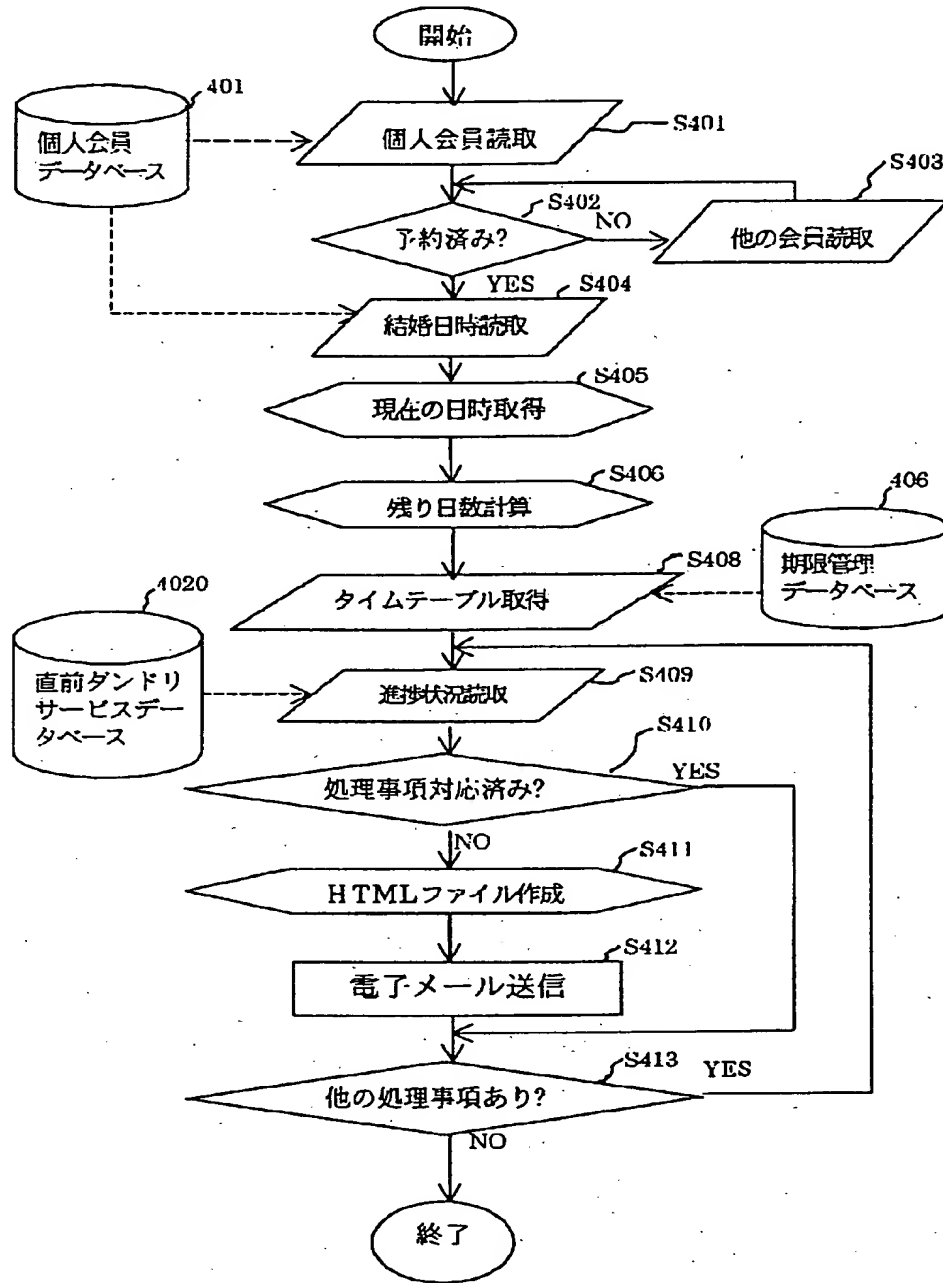 開始
401
個人会員
データベース
個人会員読取
S401
S402
予約済み?
NO
S403
他の会員読取
YES
S404
結婚日時読取
S405
現在の日時取得
S406
残り日数計算
406
期限管理
データベース
S408
タイムテーブル取得
4020
直前ダンドリ
サービスデー
タベース
S409
進捗状況読取
S410
処理事項対応済み?
YES
NO
S411
HTMLファイル作成
S412
電子メール送信
S413
他の処理事項あり?
YES
NO
終了